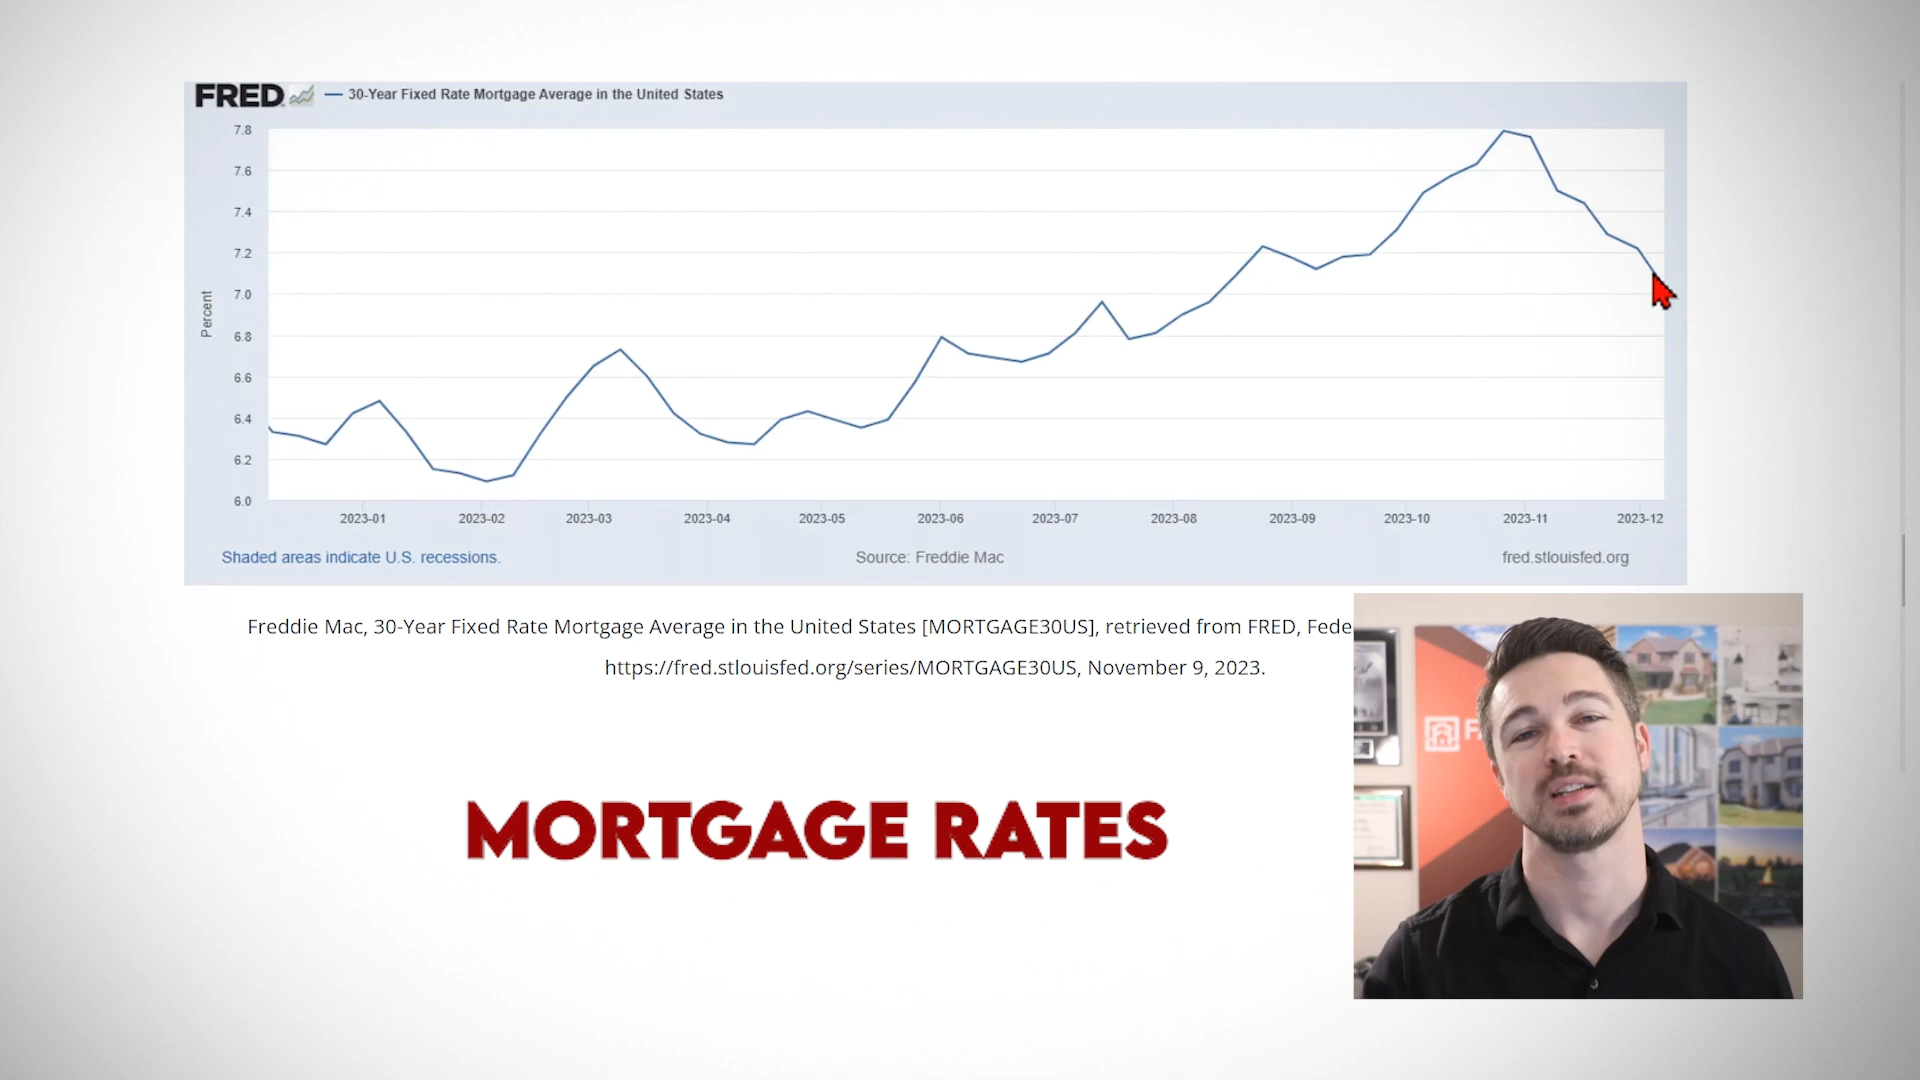 FRED
30-Year Fixed Rate Mortgage Average in the United States
7.8
7.6
7.4
7.2
7.0
6.8
6.6
6.4
6.2
6.0
Percent
2023-01 2023-02 2023-03 2023-04 2023-05 2023-06 2023-07 2023-08 2023-09 2023-10 2023-11 2023-12
Shaded areas indicate U.S. recessions. Source: Freddie Mac fred.stlouisfed.org
Freddie Mac, 30-Year Fixed Rate Mortgage Average in the United States [MORTGAGE30US], retrieved from FRED, Fede
https://fred.stlouisfed.org/series/MORTGAGE30US, November 9, 2023.
MORTGAGE RATES